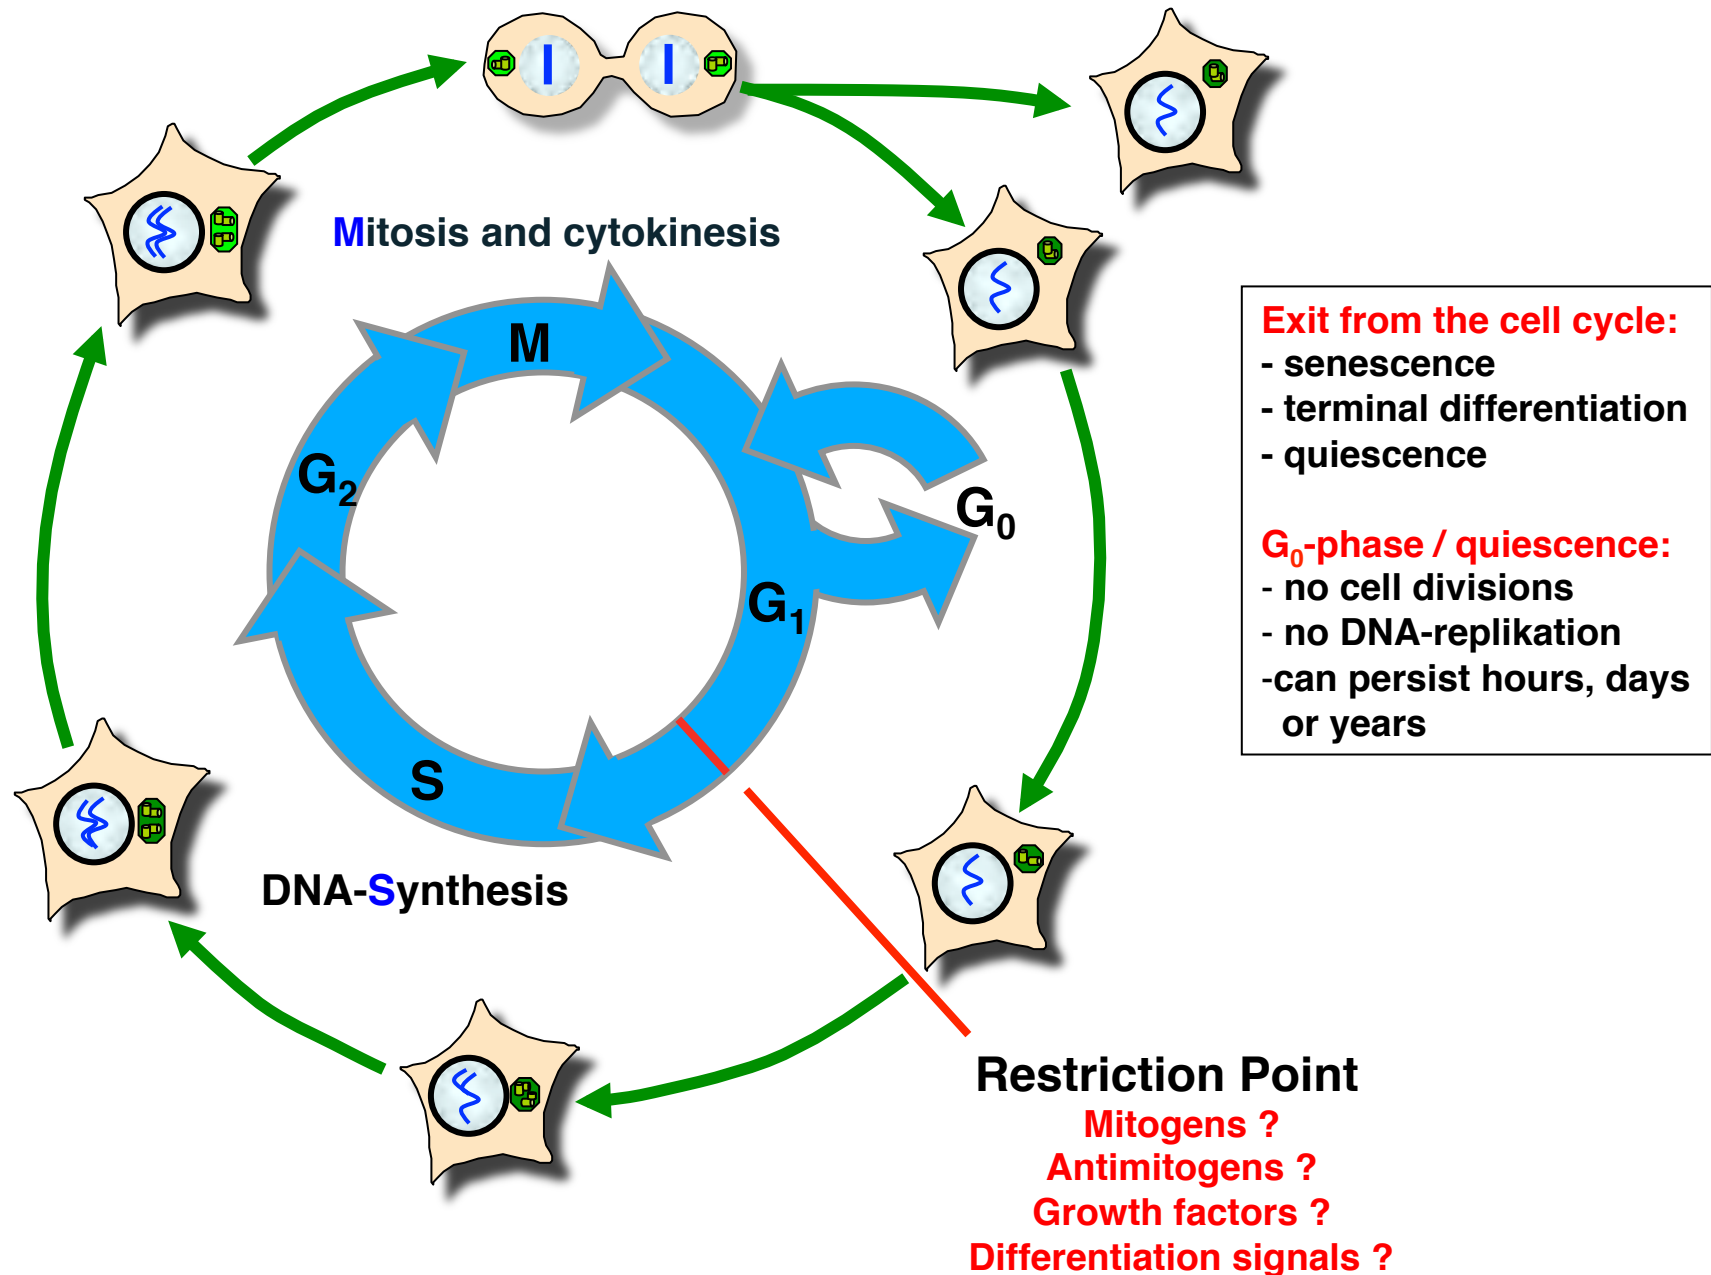 Mitosis and cytokinesis
M
G2
G0
G1
S
DNA-Synthesis
Exit from the cell cycle:
- senescence
- terminal differentiation
- quiescence
G0-phase / quiescence:
- no cell divisions
- no DNA-replikation
-can persist hours, days
or years
Restriction Point
Mitogens ?
Antimitogens ?
Growth factors ?
Differentiation signals ?